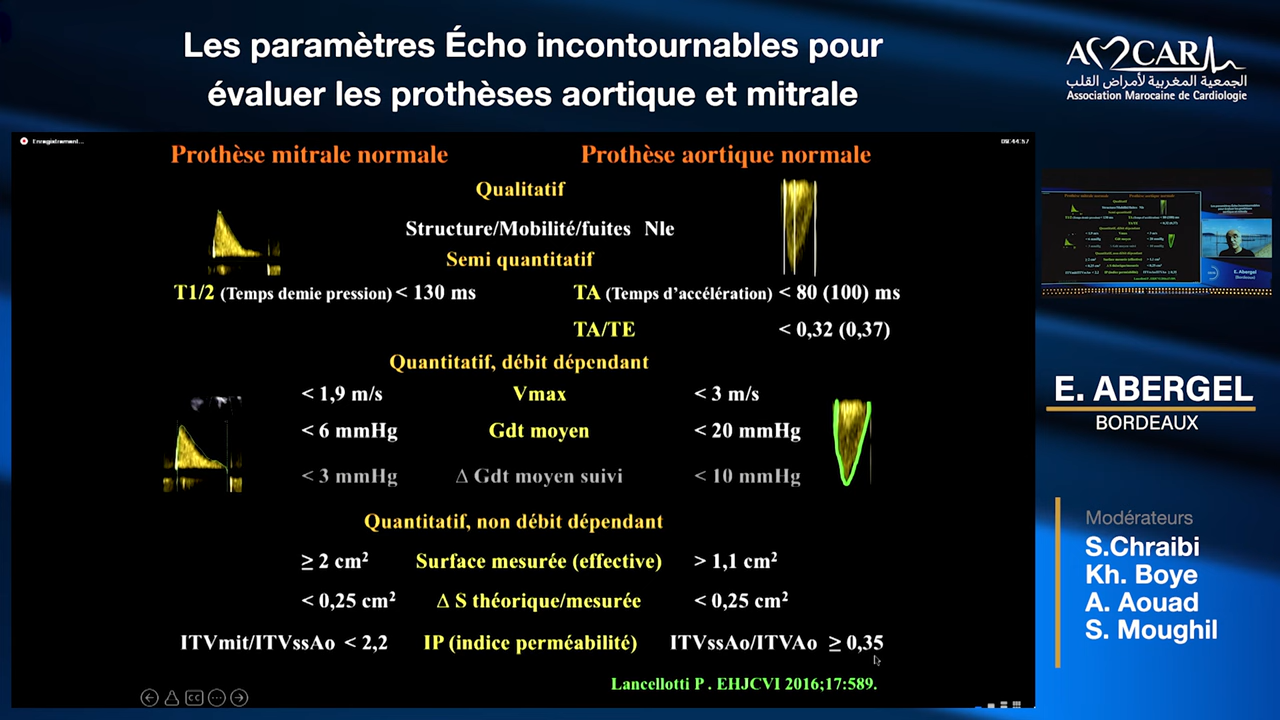 Les paramètres Écho incontournables pour
évaluer les prothèses aortique et mitrale
AM2CAR
الجمعية المغربية لأمراض القلب
Association Marocaine de Cardiologie
Enregistrement...
Prothèse mitrale normale
Prothèse aortique normale
Qualitatif
Structure/Mobilité/fuites Nle
Semi quantitatif
T1/2 (Temps demie pression) < 130 ms
TA (Temps d’accélération) < 80 (100) ms
TA/TE < 0,32 (0,37)
Quantitatif, débit dépendant
< 1,9 m/s Vmax < 3 m/s
< 6 mmHg Gdt moyen < 20 mmHg
< 3 mmHg Δ Gdt moyen suivi < 10 mmHg
Quantitatif, non débit dépendant
≥ 2 cm² Surface mesurée (effective) > 1,1 cm²
< 0,25 cm² Δ S théorique/mesurée < 0,25 cm²
ITVmit/ITVssAo < 2,2 IP (indice perméabilité) ITVssAo/ITVAo ≥ 0,35
Lancellotti P . EHJCVI 2016;17:589.
E. ABERGEL
BORDEAUX
Modérateurs
S.Chraibi
Kh. Boye
A. Aouad
S. Moughil